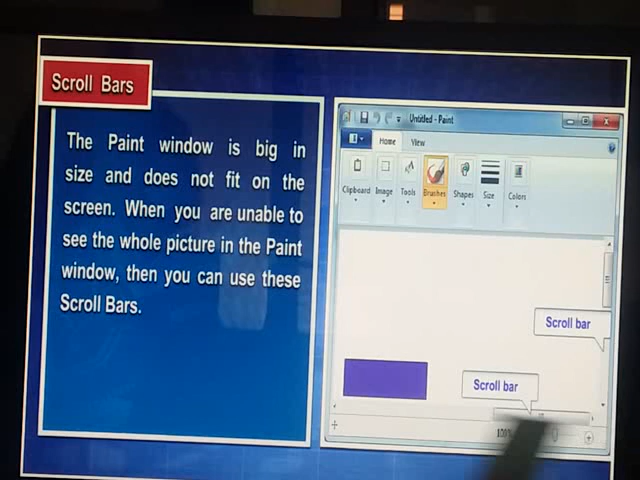 Scroll Bars
The Paint window is big in
size and does not fit on the
screen. When you are unable to
see the whole picture in the Paint
window, then you can use these
Scroll Bars.
Untitled - Paint
Home View
Clipboard Image Tools Brushes Shapes Size Colors
Scroll bar
Scroll bar